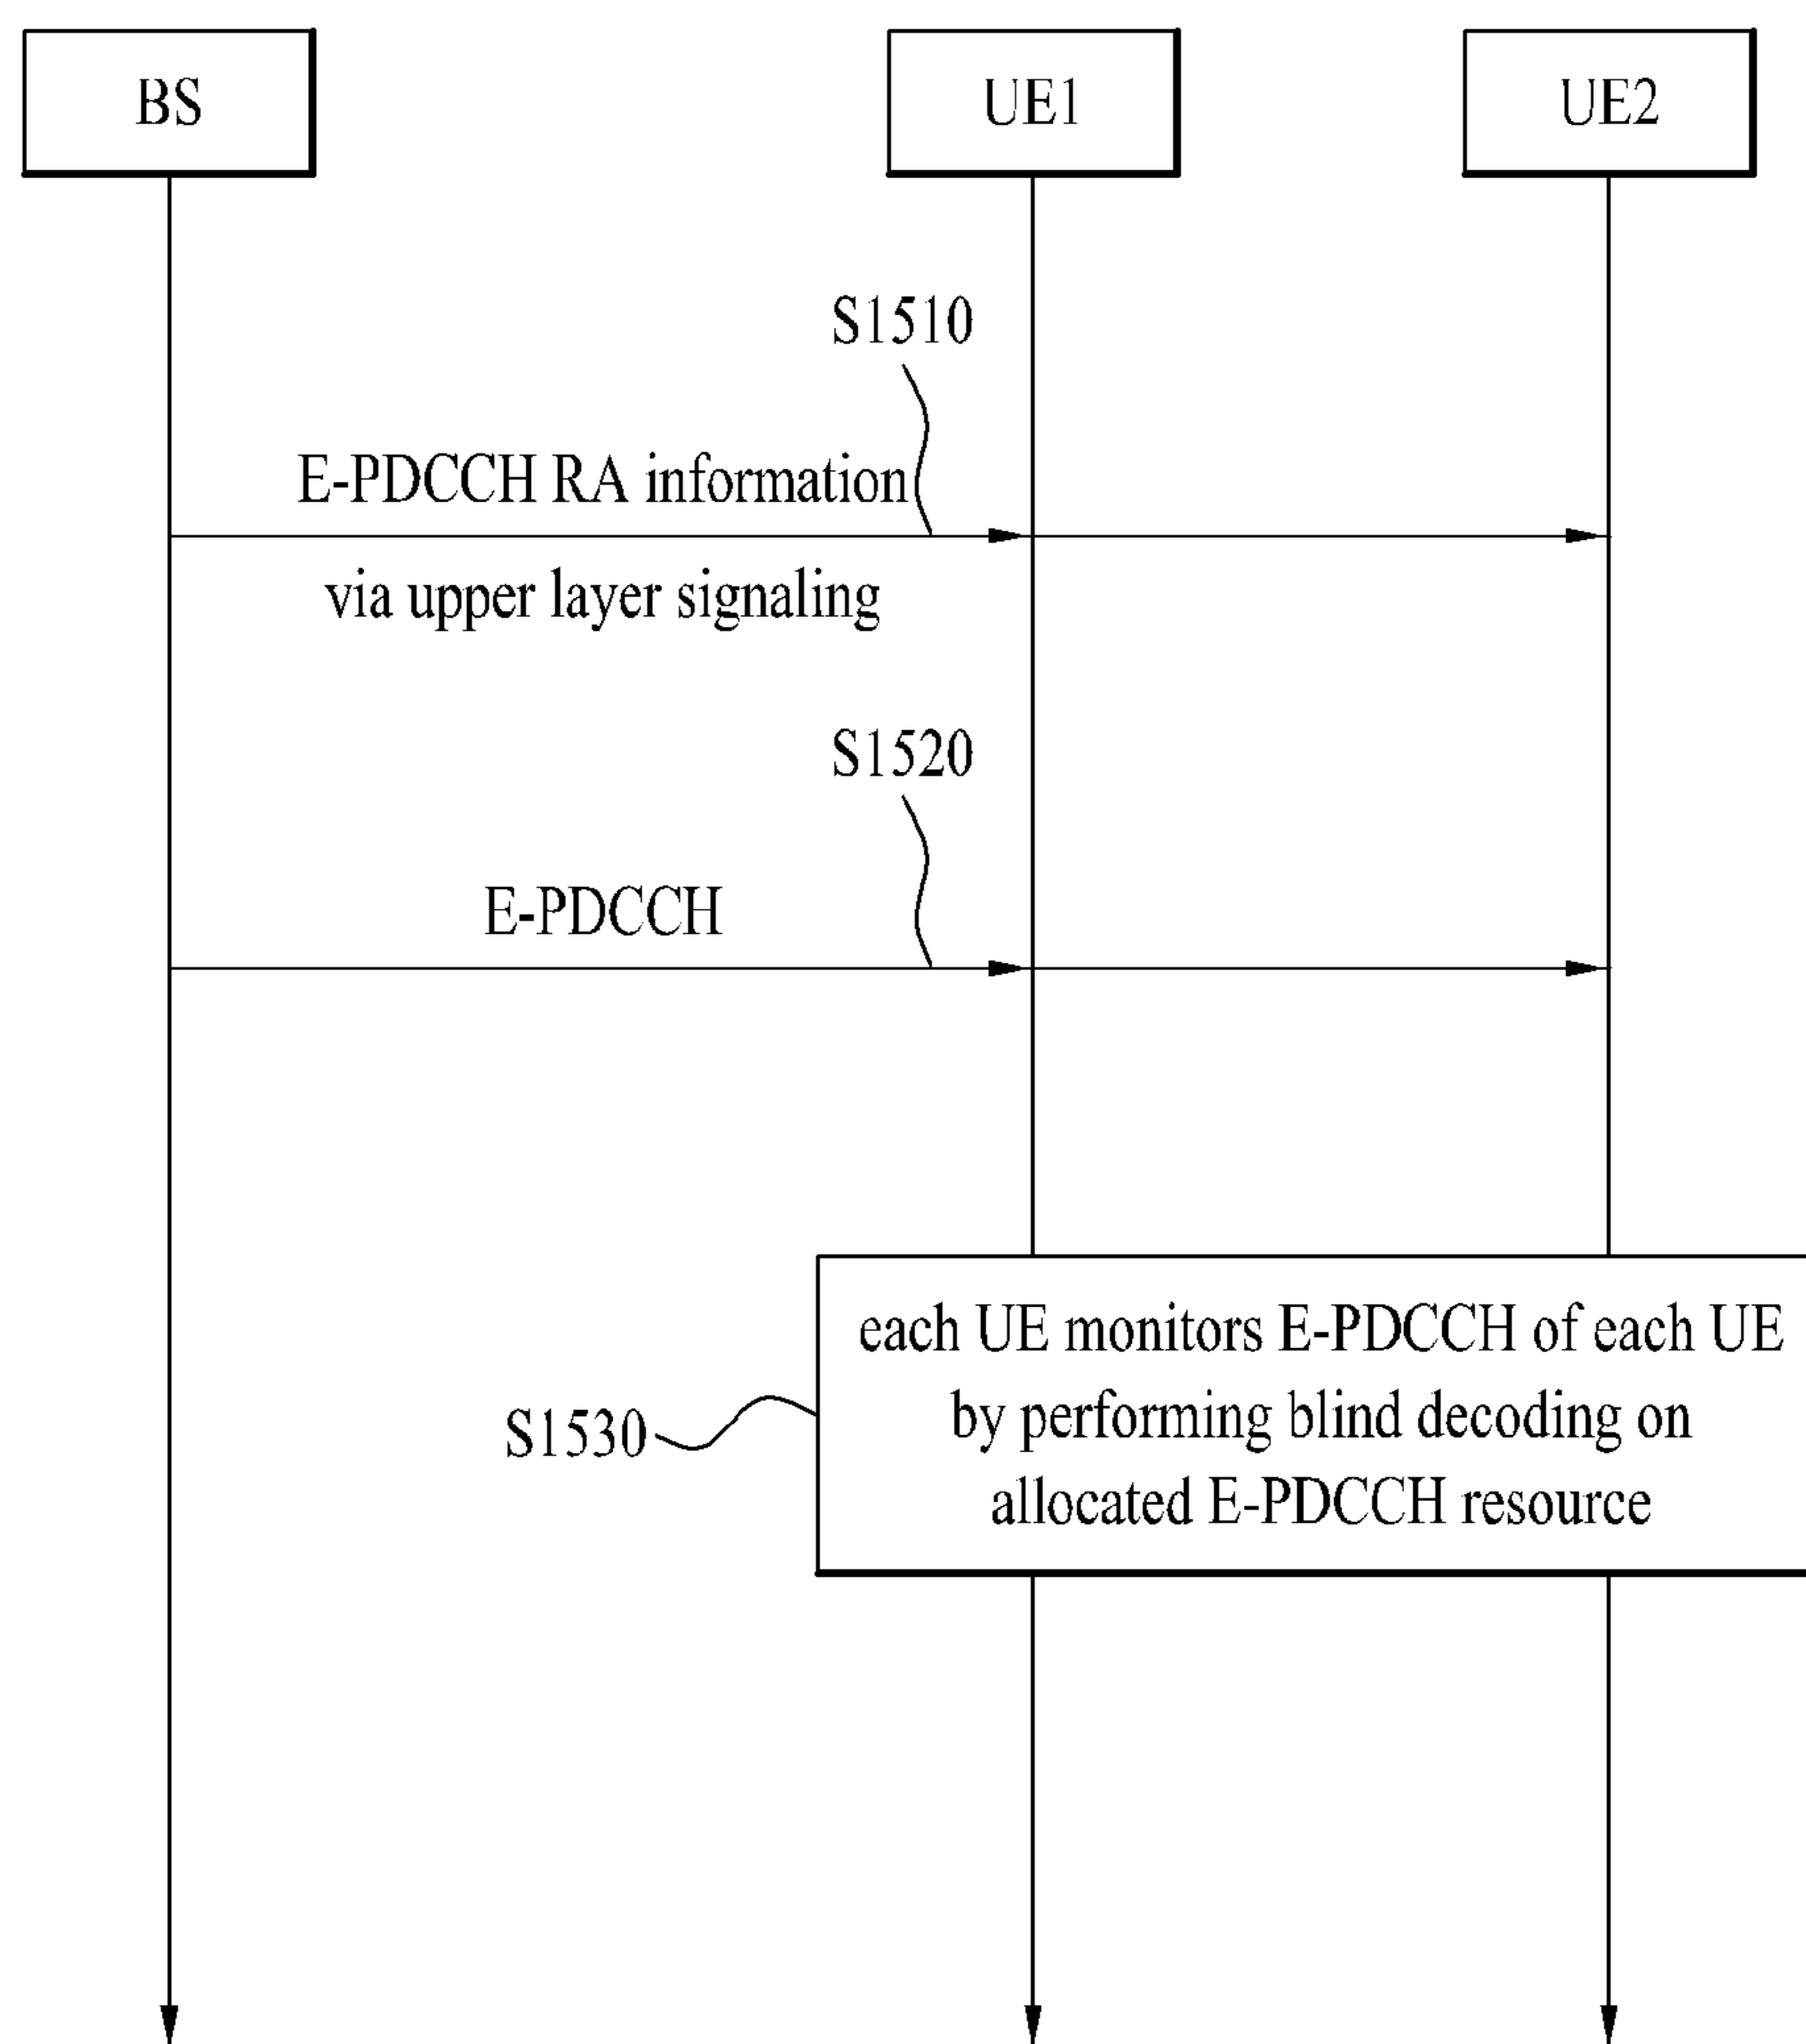 BS
UE1
UE2
S1510
E-PDCCH RA information
via upper layer signaling
S1520
E-PDCCH
each UE monitors E-PDCCH of each UE
by performing blind decoding on
S1530
allocated E-PDCCH resource